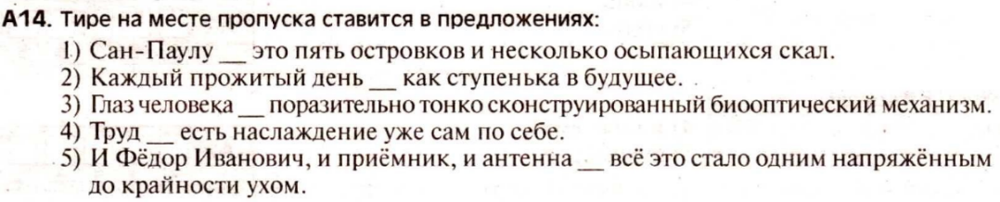 А14. Тире на месте пропуска ставится в предложениях:
1) Сан-Паулу __ это пять островков и несколько осыпающихся скал.
2) Каждый прожитый день __ как ступенька в будущее.
3) Глаз человека __ поразительно тонко сконструированный биооптический механизм.
4) Труд __ есть наслаждение уже сам по себе.
5) И Фёдор Иванович, и приёмник, и антенна __ всё это стало одним напряжённым
до крайности ухом.